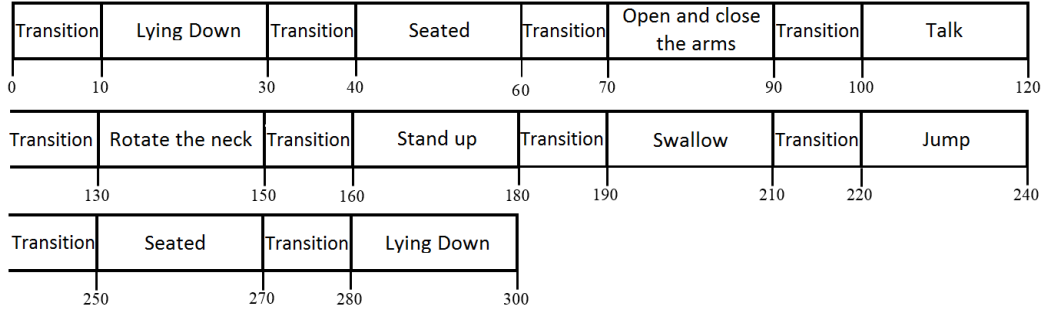 Transition Lying Down Transition Seated Transition Open and close the arms Transition Talk
0 10 30 40 60 70 90 100 120
Transition Rotate the neck Transition Stand up Transition Swallow Transition Jump
130 150 160 180 190 210 220 240
Transition Seated Transition Lying Down
250 270 280 300